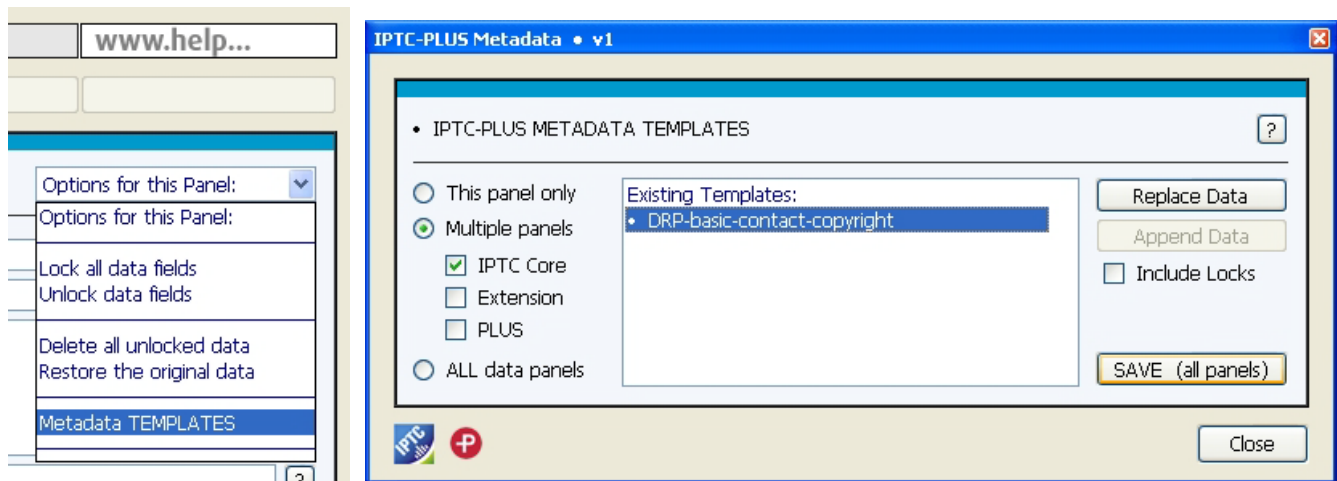 www.help...
Options for this Panel:
Options for this Panel:
Lock all data fields
Unlock data fields
Delete all unlocked data
Restore the original data
Metadata TEMPLATES
?
IPTC-PLUS Metadata • v1
• IPTC-PLUS METADATA TEMPLATES
?
This panel only
Multiple panels
IPTC Core
Extension
PLUS
ALL data panels
Existing Templates:
• DRP-basic-contact-copyright
Replace Data
Append Data
Include Locks
SAVE (all panels)
IPTC
P
Close